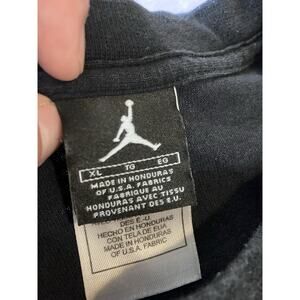 XL TG EG
MADE IN HONDURAS
OF U.S.A. FABRICS
FABRIQUE AU
HONDURAS AVEC TISSU
PROVENANT DES E.U.
DES E.-U.
HECHO EN HONDURAS
CON TELA DE EUA
MADE IN HONDURAS
OF U.S.A. FABRIC